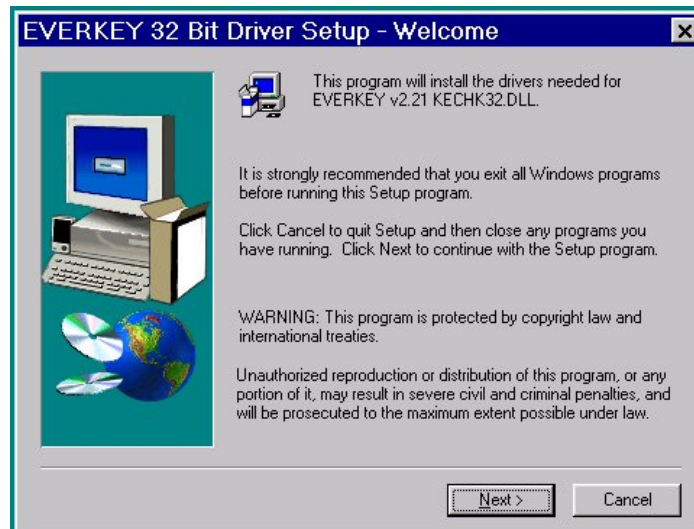 EVERKEY 32 Bit Driver Setup - Welcome
This program will install the drivers needed for
EVERKEY v2.21 KECHK32.DLL.
It is strongly recommended that you exit all Windows programs
before running this Setup program.
Click Cancel to quit Setup and then close any programs you
have running.  Click Next to continue with the Setup program.
WARNING: This program is protected by copyright law and
international treaties.
Unauthorized reproduction or distribution of this program, or any
portion of it, may result in severe civil and criminal penalties, and
will be prosecuted to the maximum extent possible under law.
Next >
Cancel